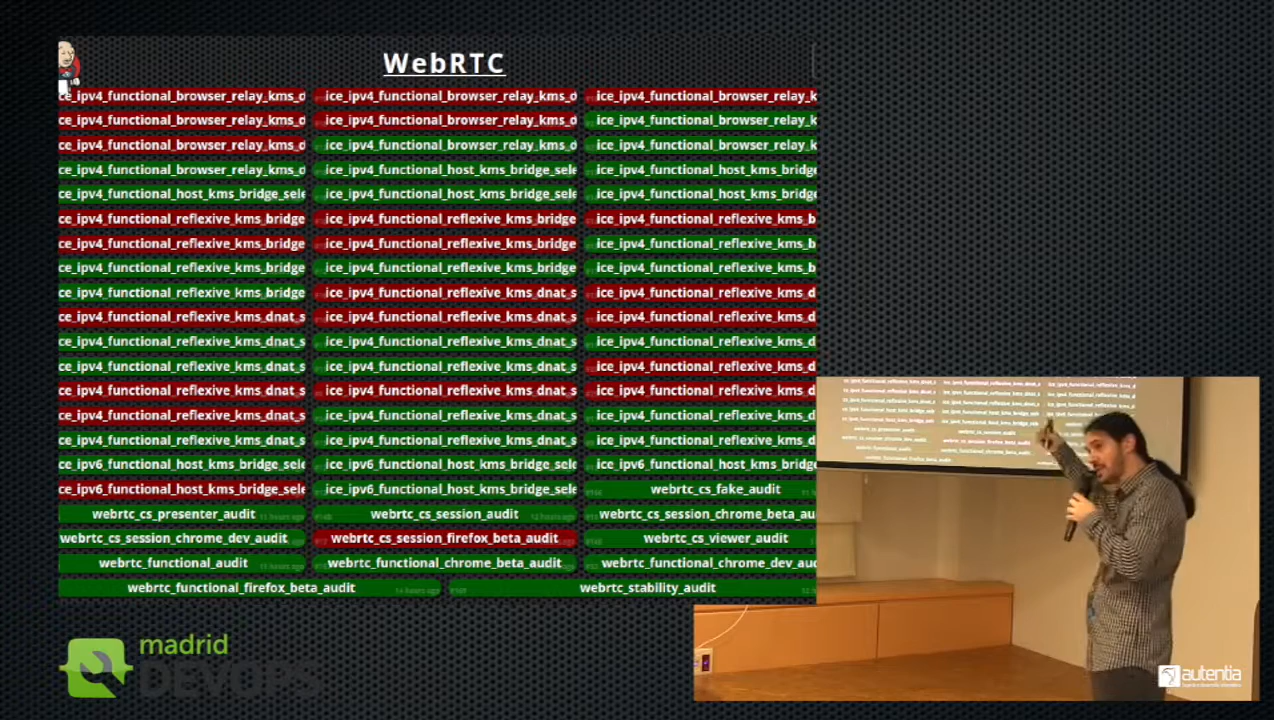 WebRTC
ce_ipv4_functional_browser_relay_kms_d ice_ipv4_functional_browser_relay_kms_d ice_ipv4_functional_browser_relay_k
ce_ipv4_functional_browser_relay_kms_d ice_ipv4_functional_browser_relay_kms_d ice_ipv4_functional_browser_relay_k
ce_ipv4_functional_browser_relay_kms_d ice_ipv4_functional_browser_relay_kms_d ice_ipv4_functional_browser_relay_k
ce_ipv4_functional_browser_relay_kms_d ice_ipv4_functional_host_kms_bridge_sele ice_ipv4_functional_host_kms_bridge
ce_ipv4_functional_host_kms_bridge_sele ice_ipv4_functional_host_kms_bridge_sele ice_ipv4_functional_host_kms_bridge
ce_ipv4_functional_reflexive_kms_bridge ice_ipv4_functional_reflexive_kms_bridge ice_ipv4_functional_reflexive_kms_b
ce_ipv4_functional_reflexive_kms_bridge ice_ipv4_functional_reflexive_kms_bridge ice_ipv4_functional_reflexive_kms_b
ce_ipv4_functional_reflexive_kms_bridge ice_ipv4_functional_reflexive_kms_bridge ice_ipv4_functional_reflexive_kms_b
ce_ipv4_functional_reflexive_kms_bridge ice_ipv4_functional_reflexive_kms_dnat_s ice_ipv4_functional_reflexive_kms_d
ce_ipv4_functional_reflexive_kms_dnat_s ice_ipv4_functional_reflexive_kms_dnat_s ice_ipv4_functional_reflexive_kms_d
ce_ipv4_functional_reflexive_kms_dnat_s ice_ipv4_functional_reflexive_kms_dnat_s ice_ipv4_functional_reflexive_kms_d
ce_ipv4_functional_reflexive_kms_dnat_s ice_ipv4_functional_reflexive_kms_dnat_s ice_ipv4_functional_reflexive_kms_d
ce_ipv4_functional_reflexive_kms_dnat_s ice_ipv4_functional_reflexive_kms_dnat_s ice_ipv4_functional_reflexive_kms_d
ce_ipv4_functional_reflexive_kms_dnat_s ice_ipv4_functional_reflexive_kms_dnat_s ice_ipv4_functional_reflexive_kms_d
ce_ipv4_functional_reflexive_kms_dnat_s ice_ipv4_functional_reflexive_kms_dnat_s ice_ipv4_functional_reflexive_kms_d
ce_ipv6_functional_host_kms_bridge_sele ice_ipv6_functional_host_kms_bridge_sele ice_ipv6_functional_host_kms_bridge
ce_ipv6_functional_host_kms_bridge_sele ice_ipv6_functional_host_kms_bridge_sele webrtc_cs_fake_audit
webrtc_cs_presenter_audit webrtc_cs_session_audit webrtc_cs_session_chrome_beta_au
webrtc_cs_session_chrome_dev_audit webrtc_cs_session_firefox_beta_audit webrtc_cs_viewer_audit
webrtc_functional_audit webrtc_functional_chrome_beta_audit webrtc_functional_chrome_dev_aud
webrtc_functional_firefox_beta_audit webrtc_stability_audit
madrid
DEVOPS
autentia